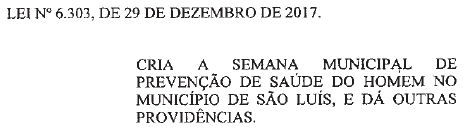 LEI Nº 6.303, DE 29 DE DEZEMBRO DE 2017.
CRIA A SEMANA MUNICIPAL DE
PREVENÇÃO DE SAÚDE DO HOMEM NO
MUNICÍPIO DE SÃO LUÍS, E DÁ OUTRAS
PROVIDÊNCIAS.